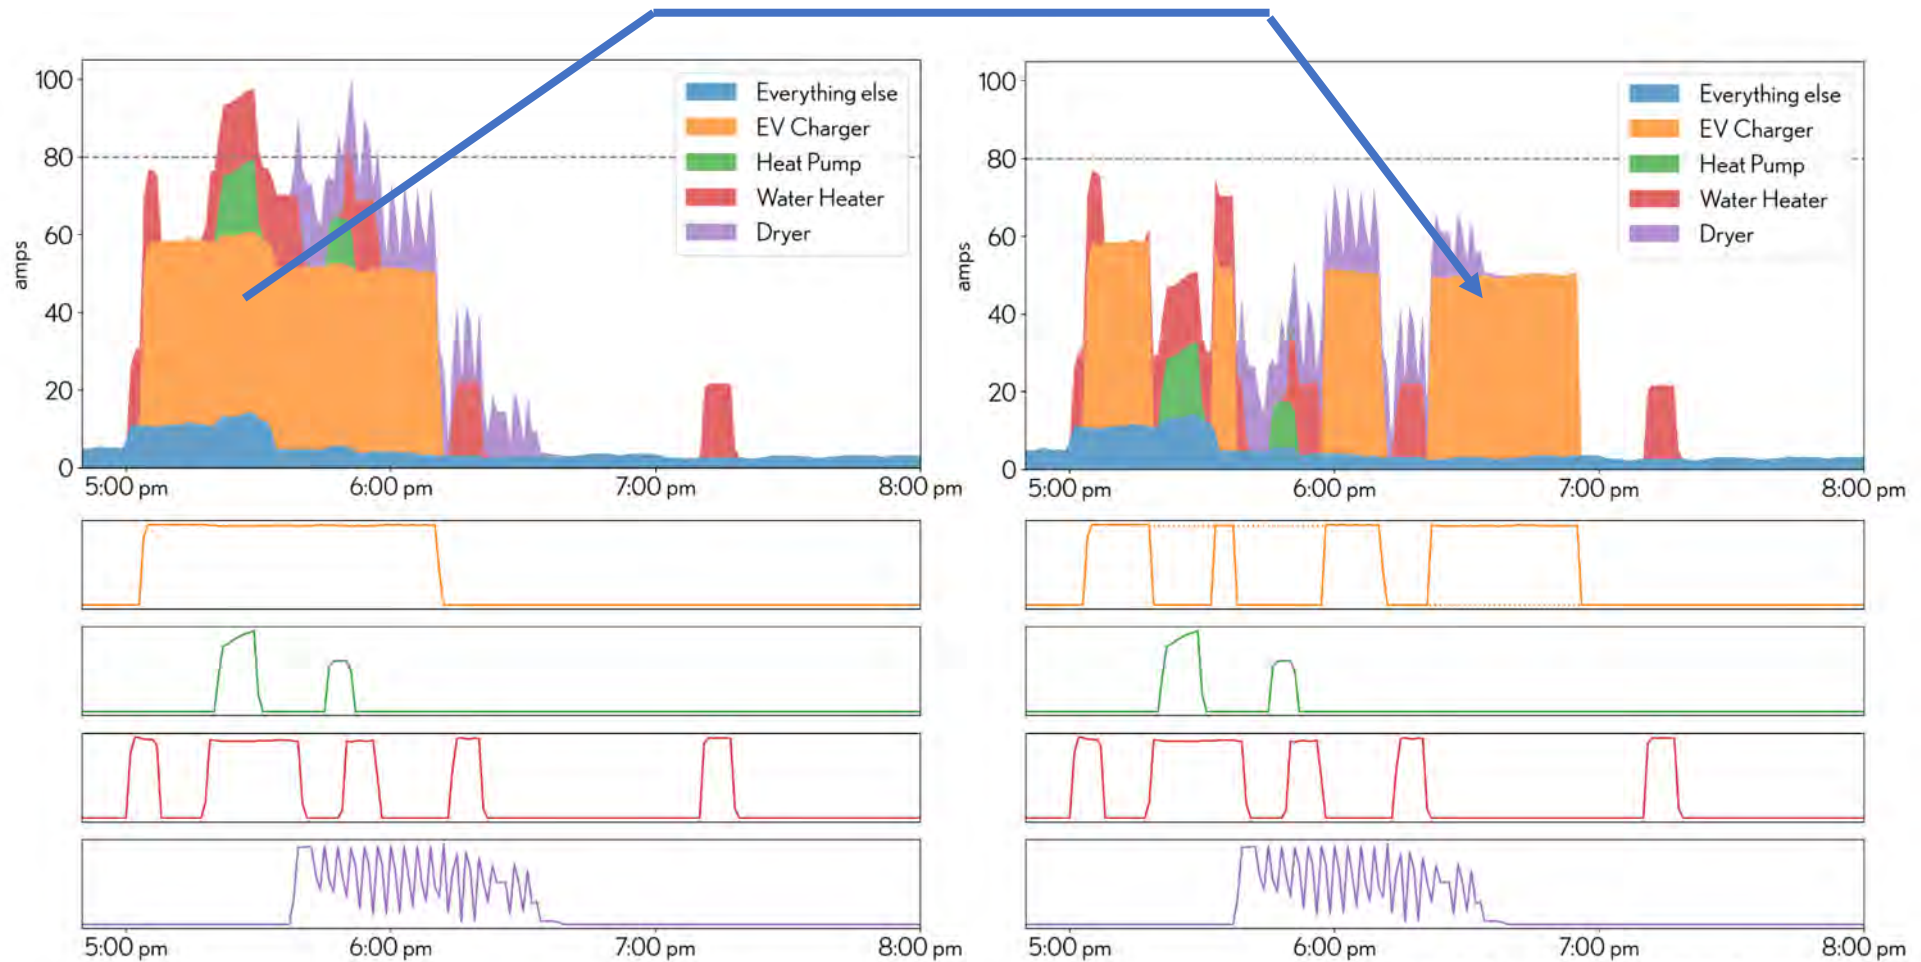 100
80
60
40
20
0
amps
Everything else
EV Charger
Heat Pump
Water Heater
Dryer
5:00 pm
6:00 pm
7:00 pm
8:00 pm
5:00 pm
6:00 pm
7:00 pm
8:00 pm
100
80
60
40
20
0
amps
Everything else
EV Charger
Heat Pump
Water Heater
Dryer
5:00 pm
6:00 pm
7:00 pm
8:00 pm
5:00 pm
6:00 pm
7:00 pm
8:00 pm